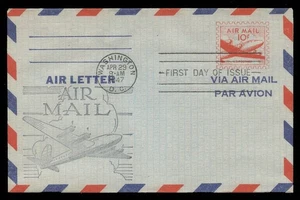 AIR MAIL
10¢
WASHINGTON
APR 29
9-AM
1947
D.C.
FIRST DAY OF ISSUE
AIR LETTER
VIA AIR MAIL
PAR AVION
AIR
MAIL